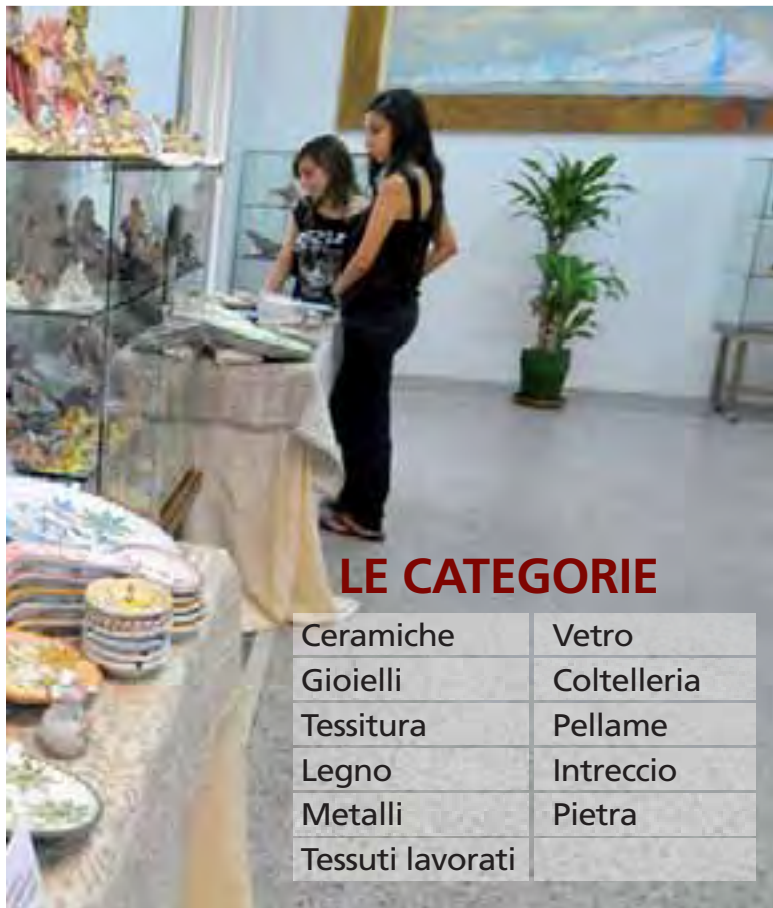 LE CATEGORIE
Ceramiche Vetro
Gioielli Coltelleria
Tessitura Pellame
Legno Intreccio
Metalli Pietra
Tessuti lavorati